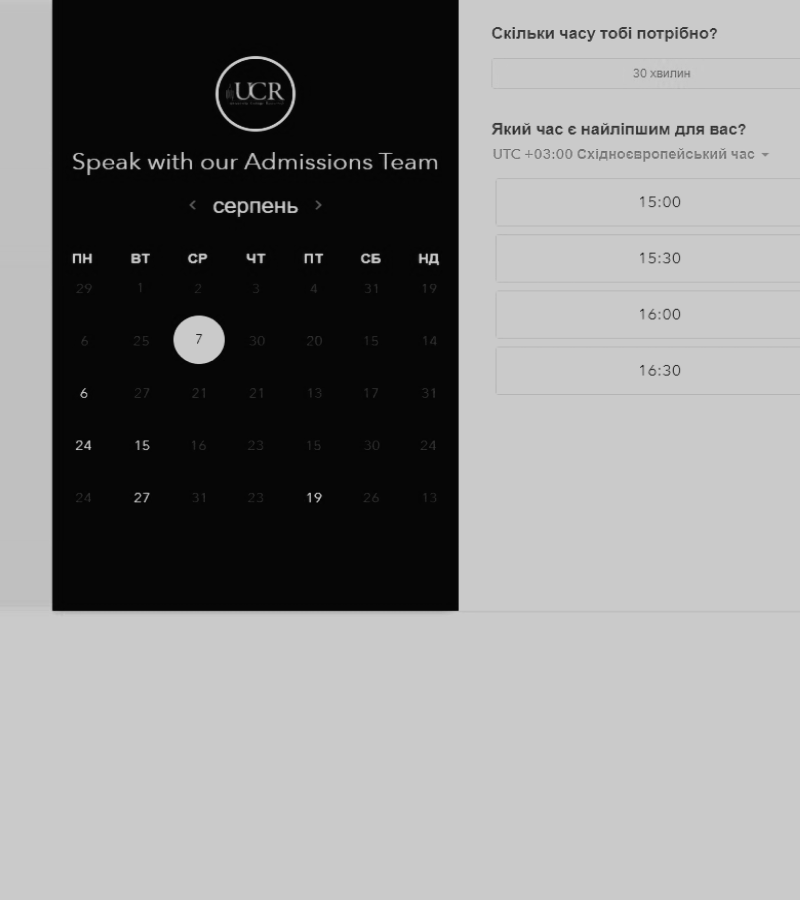 UCR
Speak with our Admissions Team
серпень
ПН ВТ СР ЧТ ПТ СБ НД
29 1 2 3 4 31 19
6 25 7 30 20 15 14
6 27 21 21 13 17 31
24 15 16 23 15 30 24
24 27 31 23 19 26 13
Скільки часу тобі потрібно?
30 хвилин
Який час є найліпшим для вас?
UTC +03:00 Східноєвропейський час
15:00
15:30
16:00
16:30